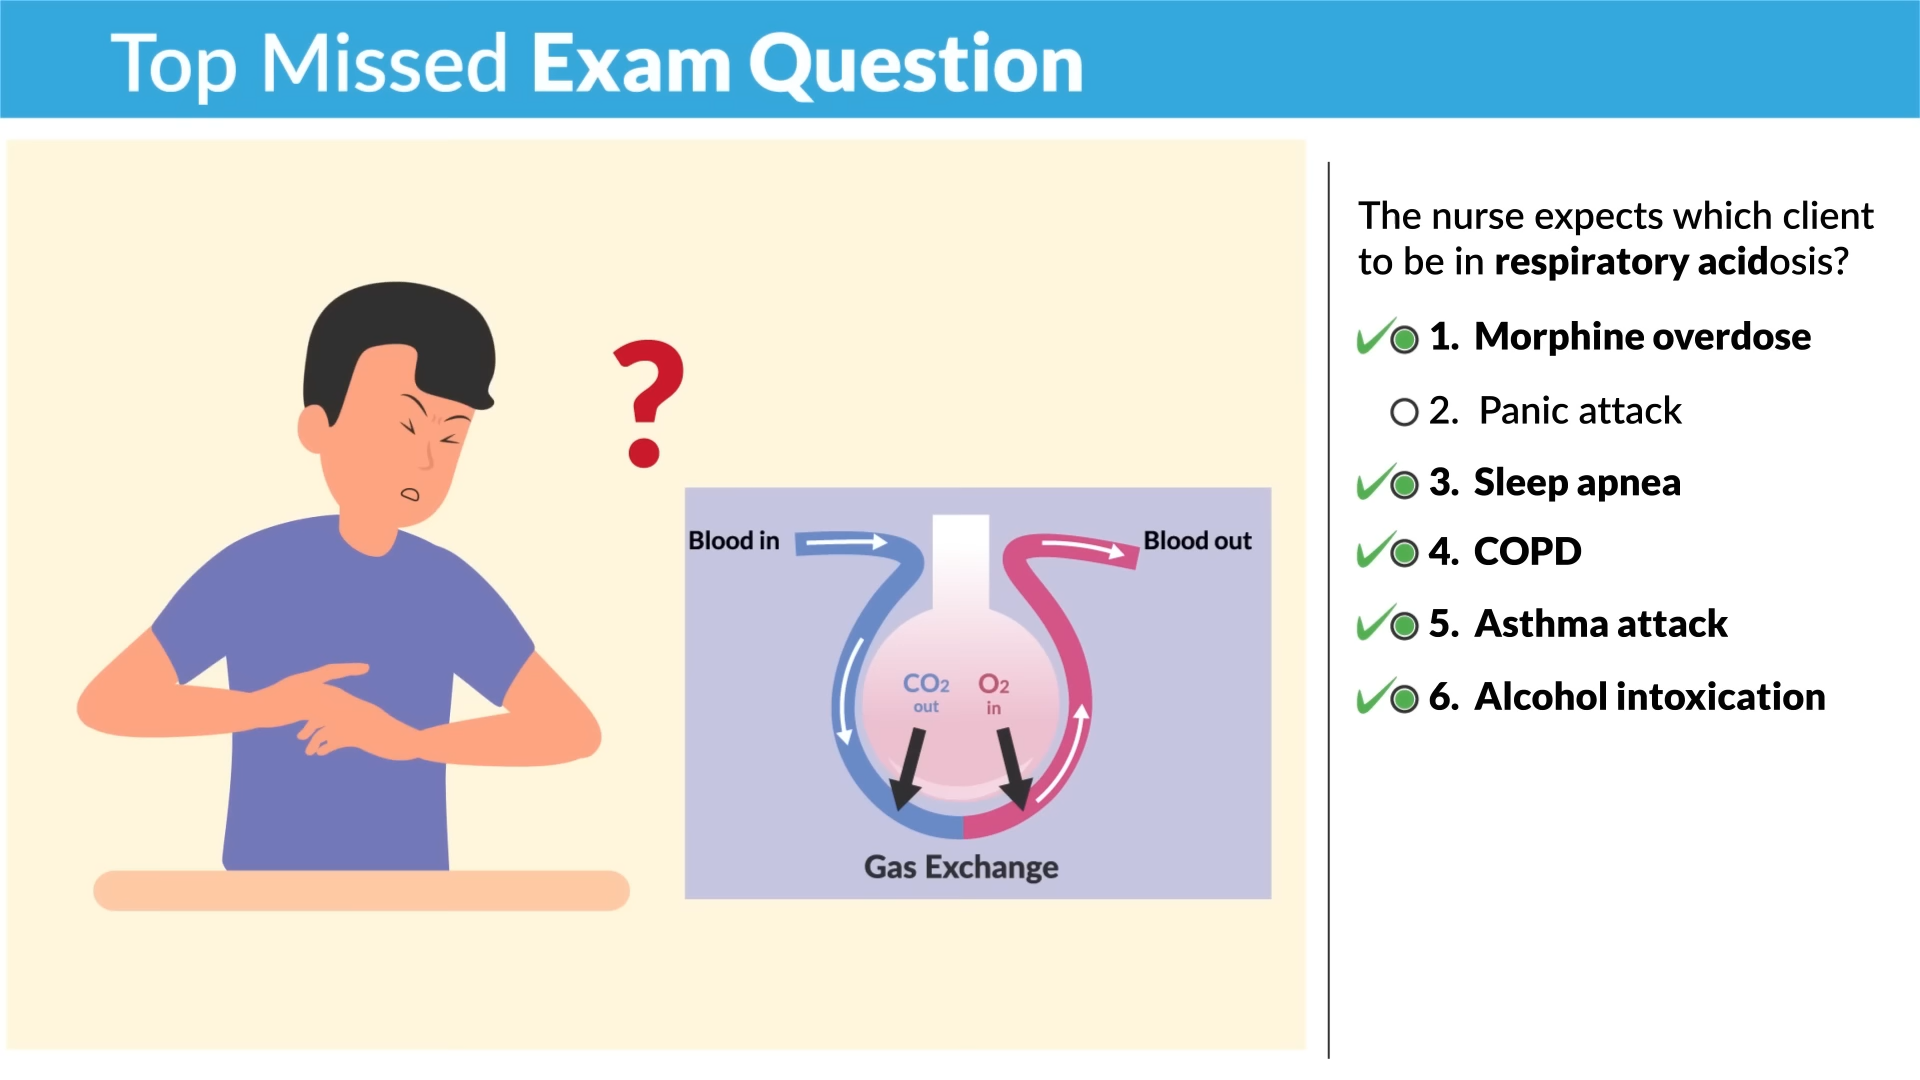 Top Missed Exam Question
The nurse expects which client
to be in respiratory acidosis?
1. Morphine overdose
2. Panic attack
3. Sleep apnea
4. COPD
5. Asthma attack
6. Alcohol intoxication
?
Blood in
Blood out
CO2 O2
out in
Gas Exchange